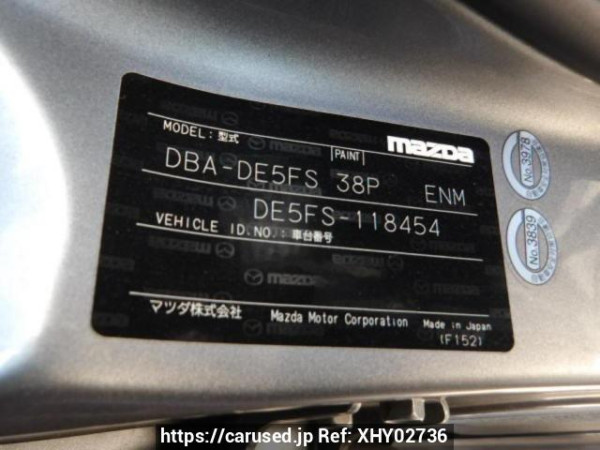 MODEL: 型式
PAINT
mazda
DBA-DE5FS 38P ENM
DE5FS-118454
VEHICLE ID.NO.: 車台番号
mazda
マツダ株式会社 Mazda Motor Corporation Made in Japan
(F152)
No.3978
No.3839
https://carused.jp Ref: XHY02736